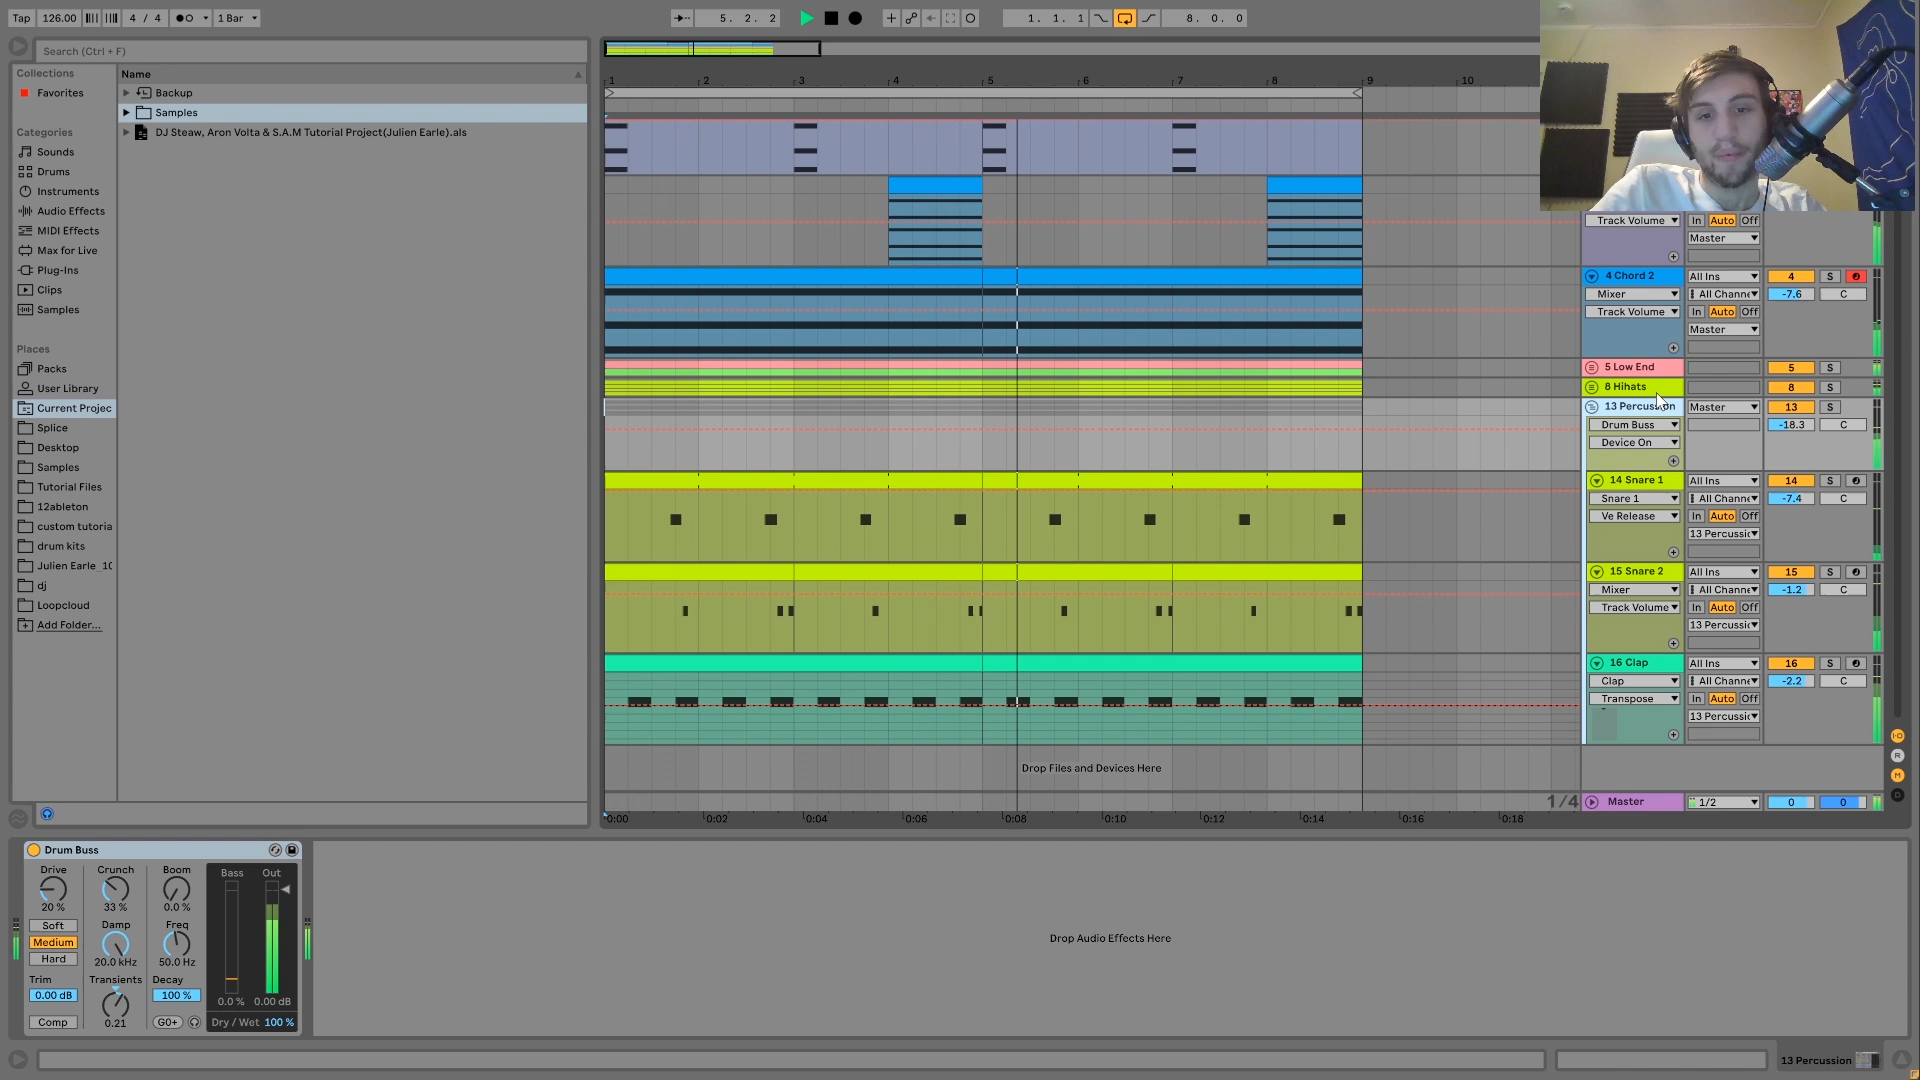 Tap 126.00 4 / 4 1 Bar 5. 2. 2 1. 1. 1 8. 0. 0
Search (Ctrl + F)
Collections
Favorites
Categories
Sounds
Drums
Instruments
Audio Effects
MIDI Effects
Max for Live
Plug-Ins
Clips
Samples
Places
Packs
User Library
Current Projec
Splice
Desktop
Samples
Tutorial Files
12ableton
custom tutoria
drum kits
Julien Earle_10
dj
Loopcloud
Add Folder...
Name
Backup
Samples
DJ Steaw, Aron Volta & S.A.M Tutorial Project(Julien Earle).als
1 2 3 4 5 6 7 8 9 10
Track Volume In Auto Off
Master
4 Chord 2 All Ins 4 S
Mixer All Channe -7.6 C
Track Volume In Auto Off
Master
5 Low End 5 S
8 Hihats 8 S
13 Percussion Master 13 S
Drum Buss -18.3 C
Device On
14 Snare 1 All Ins 14 S
Snare 1 All Channe -7.4 C
Ve Release In Auto Off
13 Percussic
15 Snare 2 All Ins 15 S
Mixer All Channe -1.2 C
Track Volume In Auto Off
13 Percussic
16 Clap All Ins 16 S
Clap All Channe -2.2 C
Transpose In Auto Off
13 Percussic
Drop Files and Devices Here
1/4 Master 1/2 0 0
0:00 0:02 0:04 0:06 0:08 0:10 0:12 0:14 0:16 0:18
I·O
R
M
D
Drum Buss
Drive Crunch Boom Bass Out
20 % 33 % 0.0 %
Soft Damp Freq
Medium
Hard 20.0 kHz 50.0 Hz
Trim Transients Decay
0.00 dB 100 %
0.0 % 0.00 dB
Comp 0.21 G0+ Dry / Wet 100 %
Drop Audio Effects Here
13 Percussion